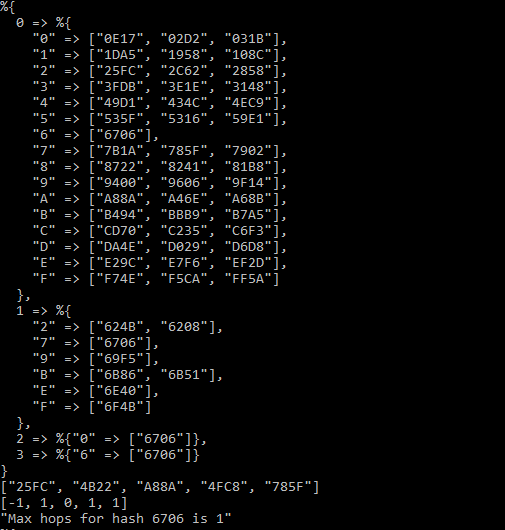 %{
  0 => %{
    "0" => ["0E17", "02D2", "031B"],
    "1" => ["1DA5", "1958", "108C"],
    "2" => ["25FC", "2C62", "2858"],
    "3" => ["3FDB", "3E1E", "3148"],
    "4" => ["49D1", "434C", "4EC9"],
    "5" => ["535F", "5316", "59E1"],
    "6" => ["6706"],
    "7" => ["7B1A", "785F", "7902"],
    "8" => ["8722", "8241", "81B8"],
    "9" => ["9400", "9606", "9F14"],
    "A" => ["A88A", "A46E", "A68B"],
    "B" => ["B494", "BBB9", "B7A5"],
    "C" => ["CD70", "C235", "C6F3"],
    "D" => ["DA4E", "D029", "D6D8"],
    "E" => ["E29C", "E7F6", "EF2D"],
    "F" => ["F74E", "F5CA", "FF5A"]
  },
  1 => %{
    "2" => ["624B", "6208"],
    "7" => ["6706"],
    "9" => ["69F5"],
    "B" => ["6B86", "6B51"],
    "E" => ["6E40"],
    "F" => ["6F4B"]
  },
  2 => %{"0" => ["6706"]},
  3 => %{"6" => ["6706"]}
}
["25FC", "4B22", "A88A", "4FC8", "785F"]
[-1, 1, 0, 1, 1]
"Max hops for hash 6706 is 1"